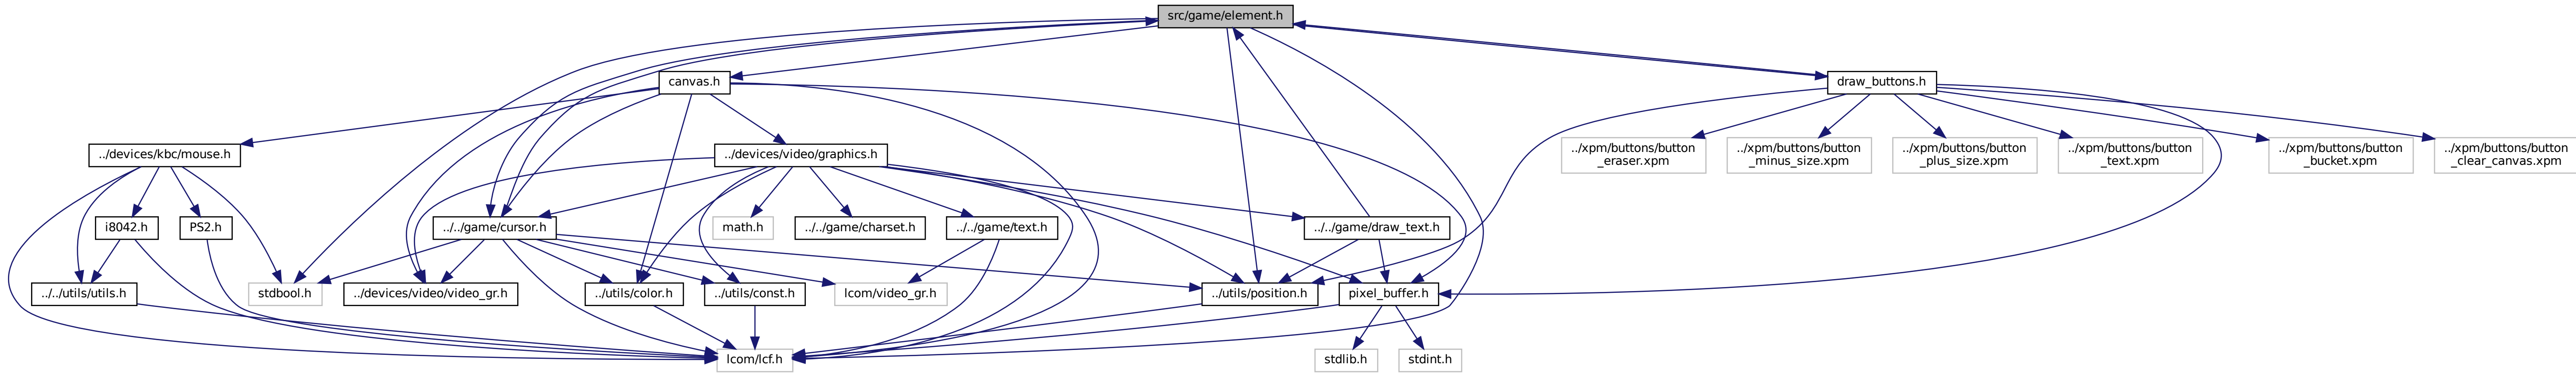 src/game/element.h
canvas.h
draw_buttons.h
../devices/kbc/mouse.h
../devices/video/graphics.h
../xpm/buttons/button
_eraser.xpm
../xpm/buttons/button
_minus_size.xpm
../xpm/buttons/button
_plus_size.xpm
../xpm/buttons/button
_text.xpm
../xpm/buttons/button
_bucket.xpm
../xpm/buttons/button
_clear_canvas.xpm
i8042.h
PS2.h
../../game/cursor.h
math.h
../../game/charset.h
../../game/text.h
../../game/draw_text.h
../../utils/utils.h
stdbool.h
../devices/video/video_gr.h
../utils/color.h
../utils/const.h
lcom/video_gr.h
../utils/position.h
pixel_buffer.h
lcom/lcf.h
stdlib.h
stdint.h